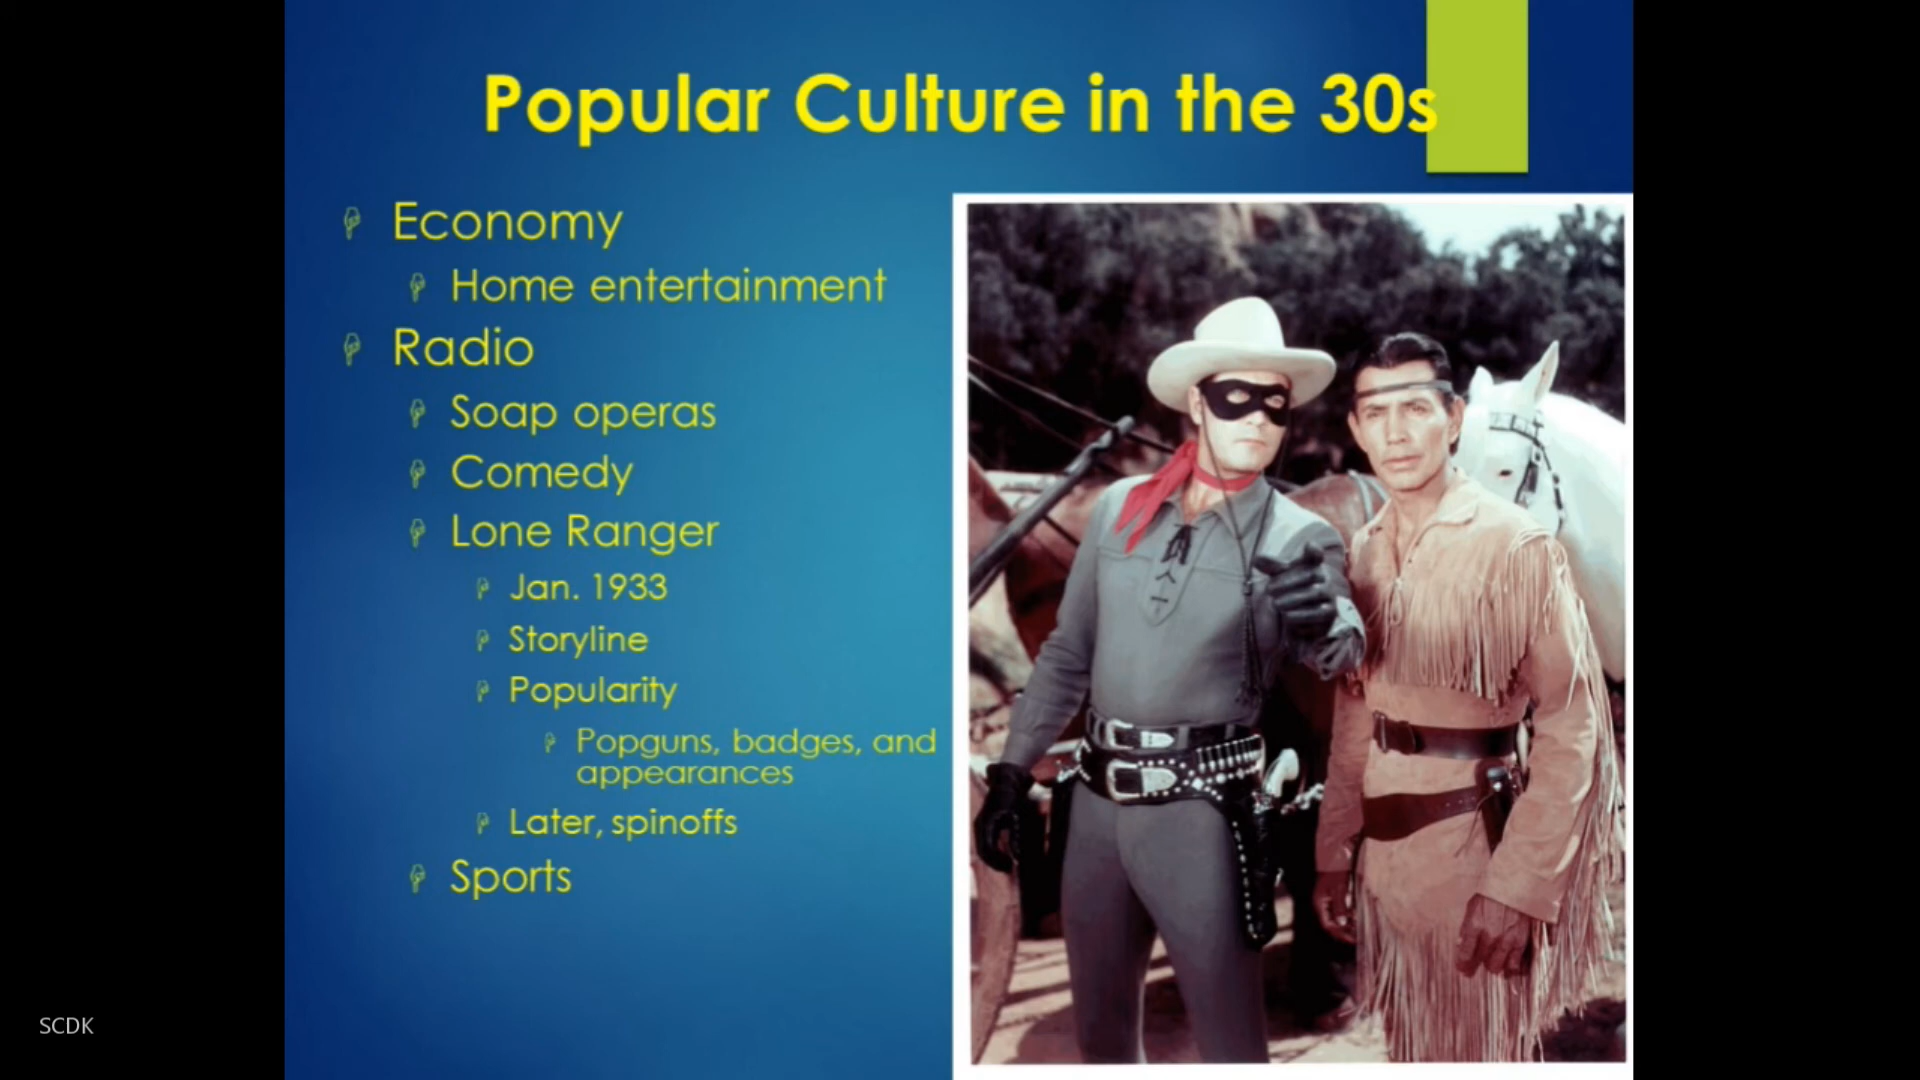 Popular Culture in the 30s
Economy
Home entertainment
Radio
Soap operas
Comedy
Lone Ranger
Jan. 1933
Storyline
Popularity
Popguns, badges, and
appearances
Later, spinoffs
Sports
SCDK